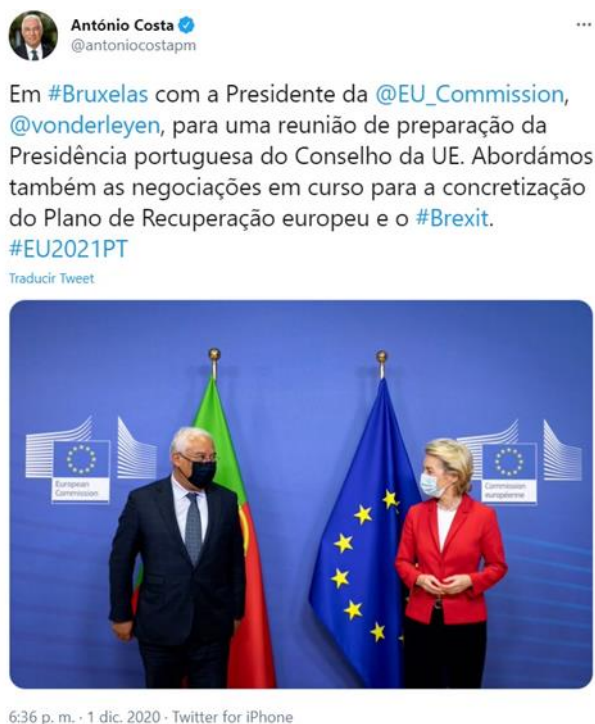 António Costa
@antoniocostapm
Em #Bruxelas com a Presidente da @EU_Commission,
@vonderleyen, para uma reunião de preparação da
Presidência portuguesa do Conselho da UE. Abordámos
também as negociações em curso para a concretização
do Plano de Recuperação europeu e o #Brexit.
#EU2021PT
Traducir Tweet
European
Commission
Commission
européenne
6:36 p. m. · 1 dic. 2020 · Twitter for iPhone